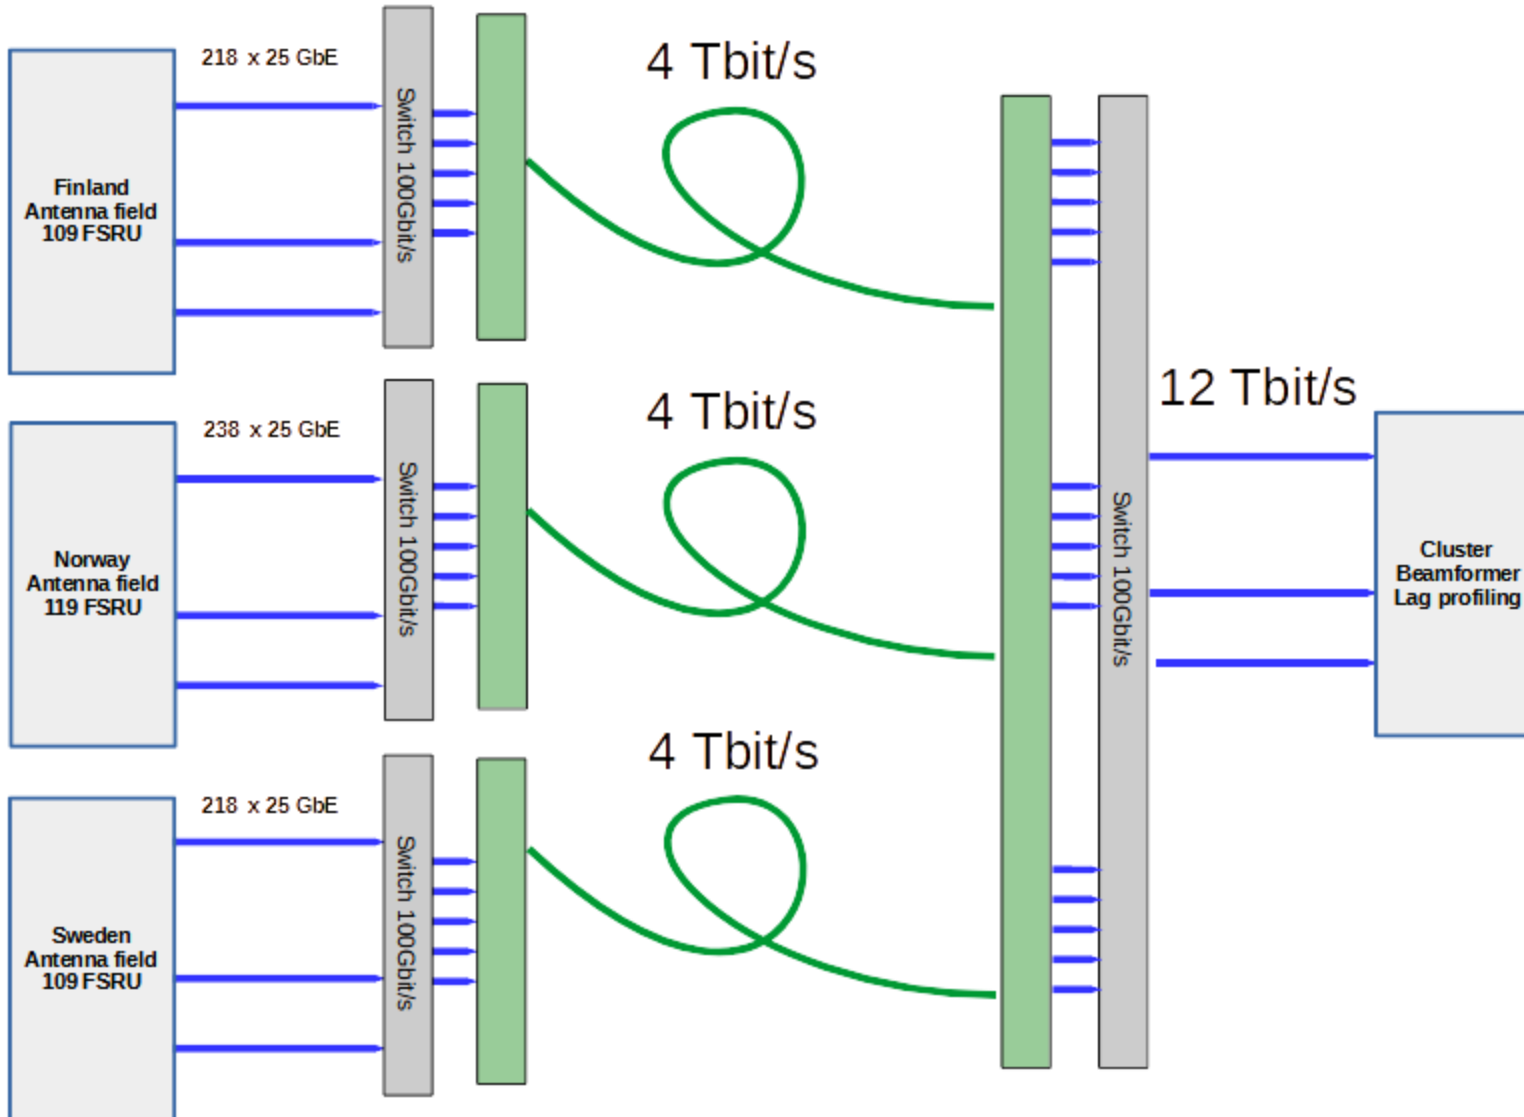 218 x 25 GbE
Finland
Antenna field
109 FSRU
Switch 100Gbit/s
4 Tbit/s
238 x 25 GbE
Norway
Antenna field
119 FSRU
Switch 100Gbit/s
4 Tbit/s
218 x 25 GbE
Sweden
Antenna field
109 FSRU
Switch 100Gbit/s
4 Tbit/s
Switch 100Gbit/s
12 Tbit/s
Cluster
Beamformer
Lag profiling